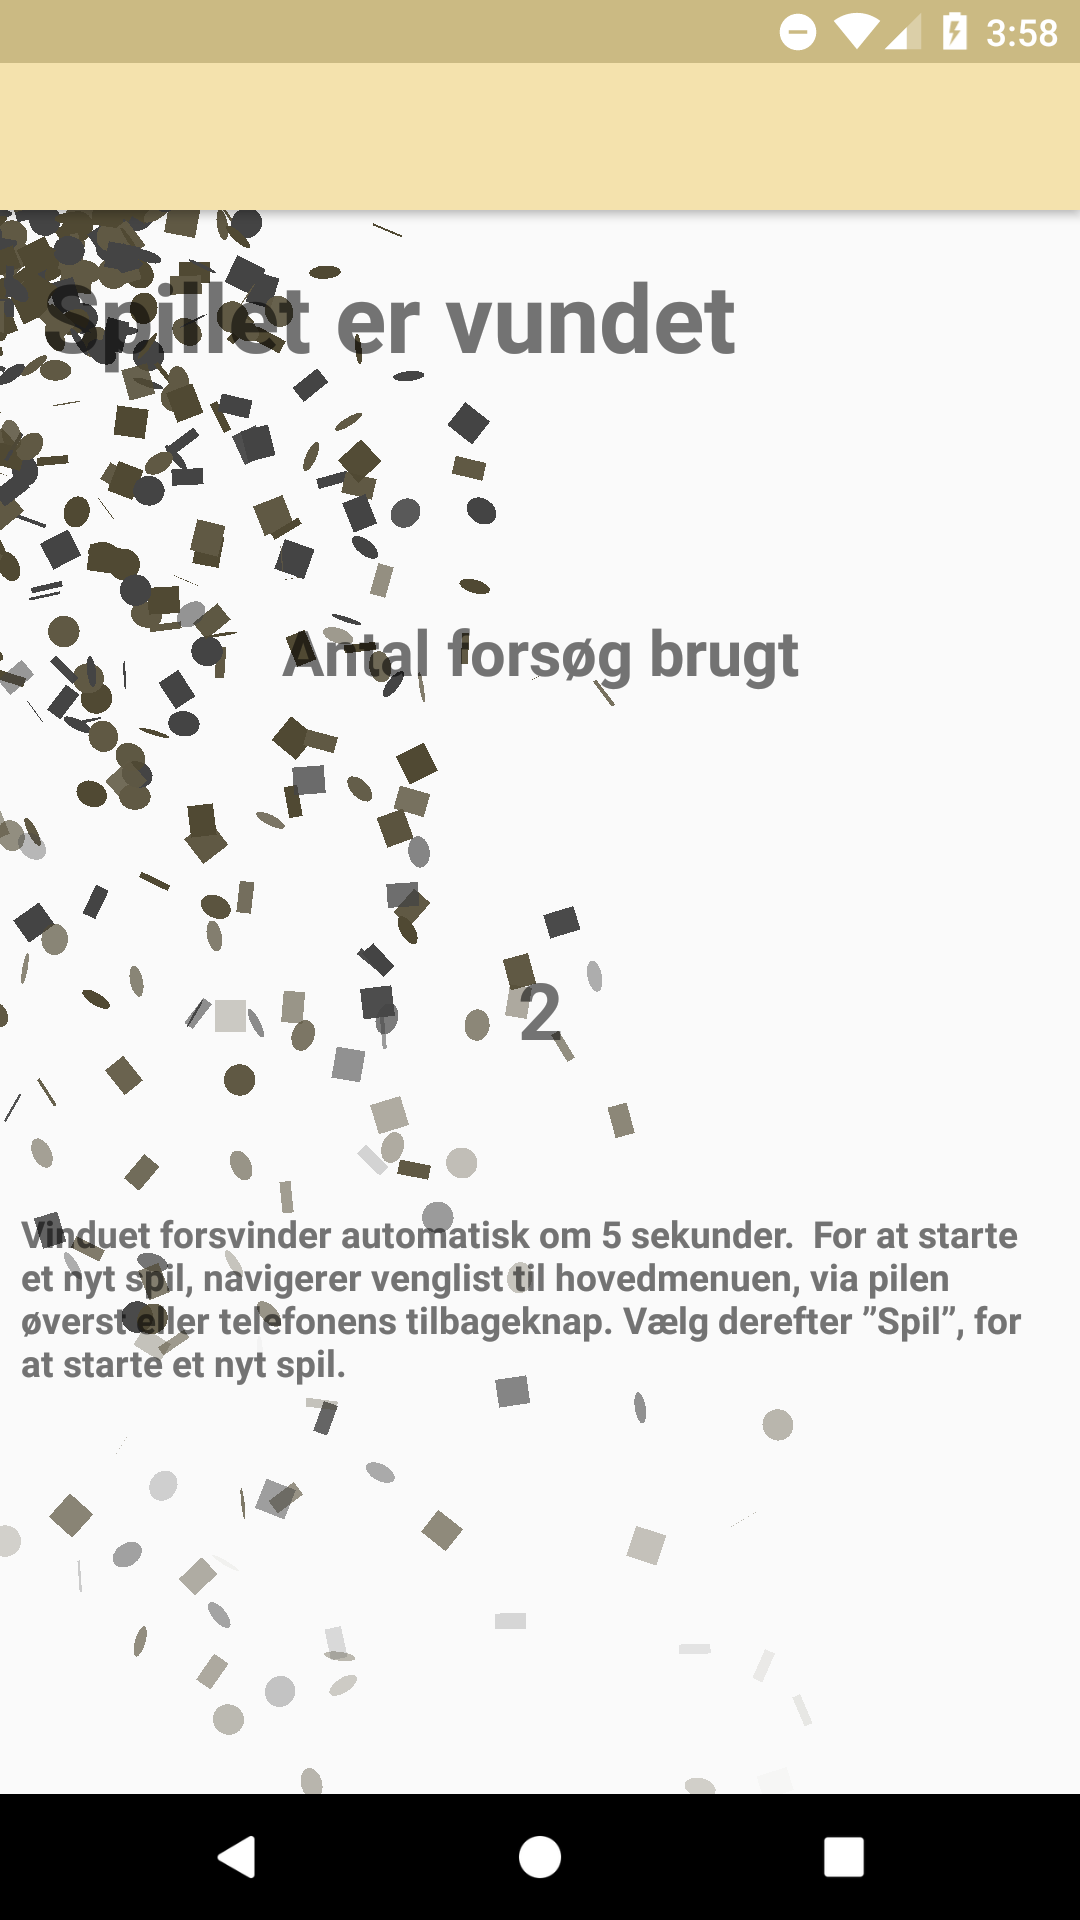 3:58
Spillet er vundet
Antal forsøg brugt
2
Vinduet forsvinder automatisk om 5 sekunder.  For at starte
et nyt spil, navigerer venglist til hovedmenuen, via pilen
øverst eller telefonens tilbageknap. Vælg derefter ”Spil”, for
at starte et nyt spil.